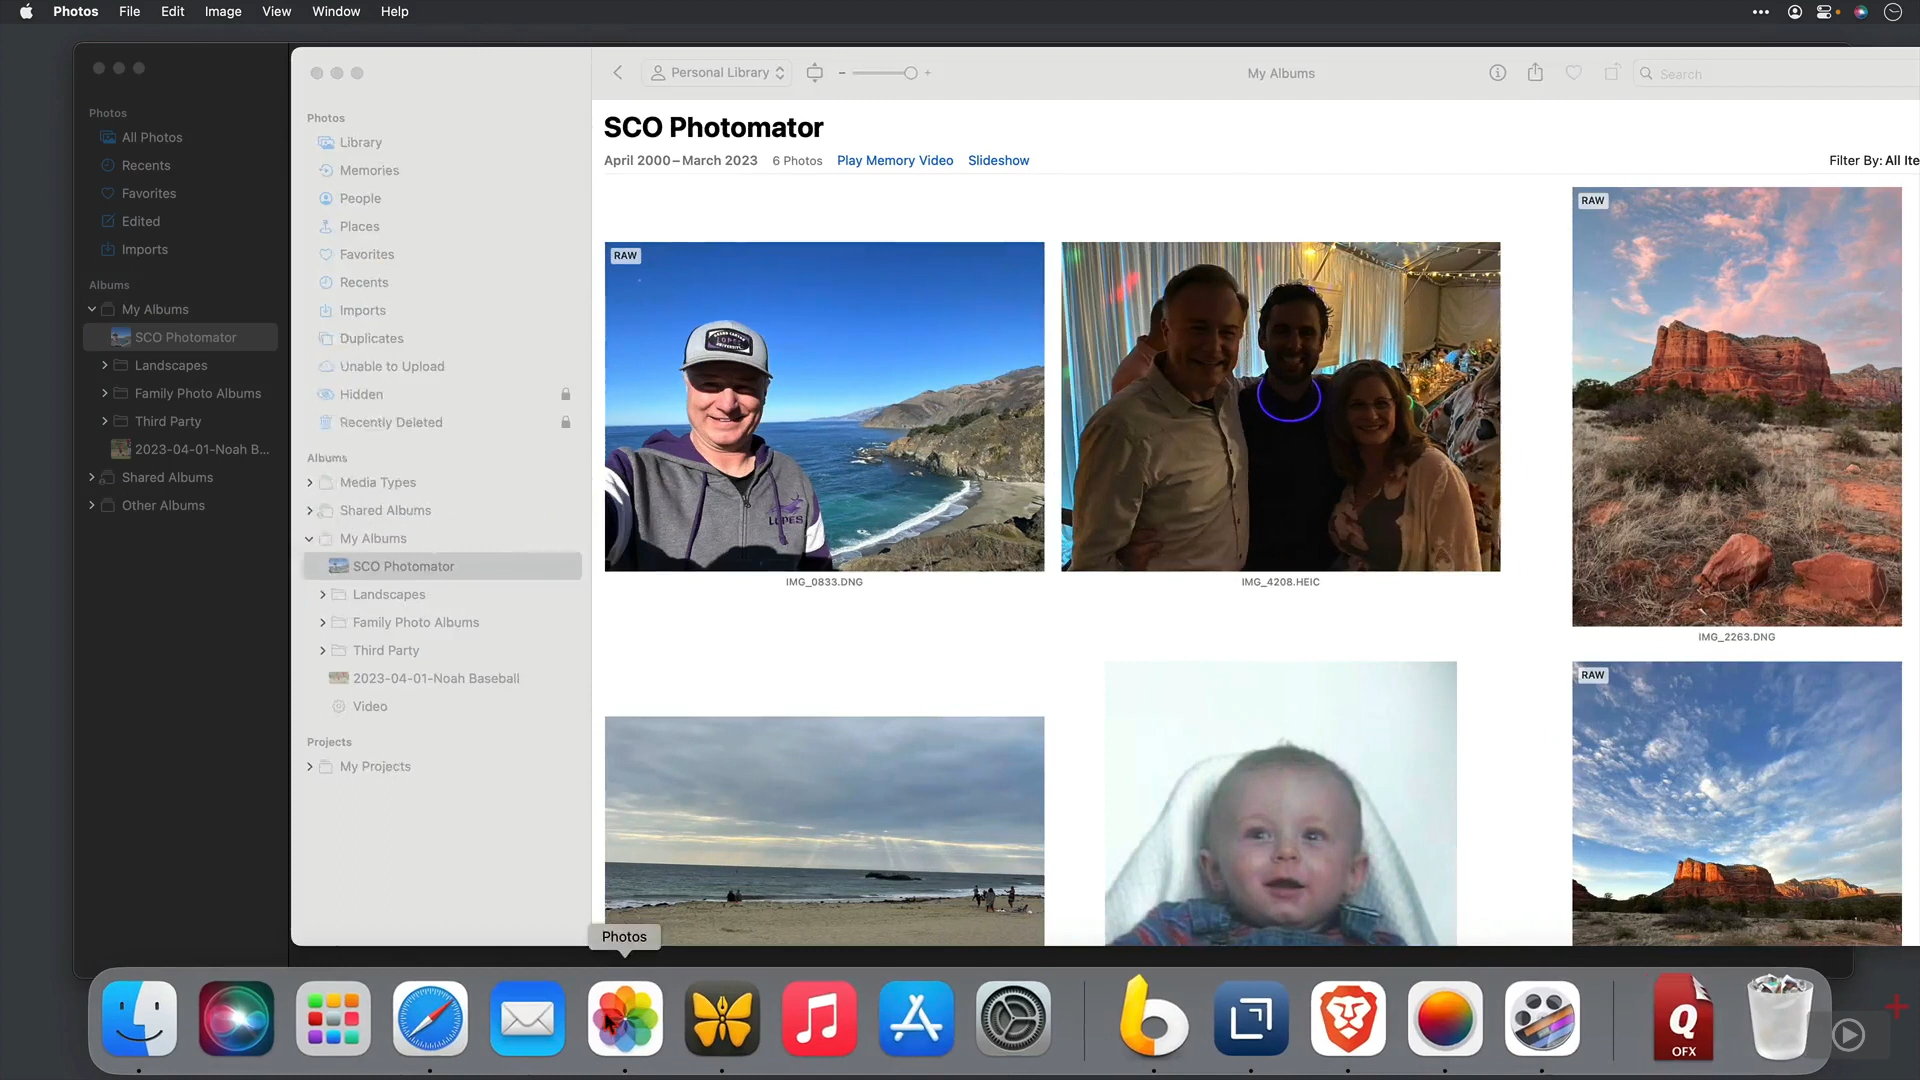 Photos File Edit Image View Window Help
Photos
All Photos
Recents
Favorites
Edited
Imports
Albums
My Albums
SCO Photomator
Landscapes
Family Photo Albums
Third Party
2023-04-01-Noah B...
Shared Albums
Other Albums
Photos
Library
Memories
People
Places
Favorites
Recents
Imports
Duplicates
Unable to Upload
Hidden
Recently Deleted
Albums
Media Types
Shared Albums
My Albums
SCO Photomator
Landscapes
Family Photo Albums
Third Party
2023-04-01-Noah Baseball
Video
Projects
My Projects
Personal Library
My Albums
Search
SCO Photomator
April 2000–March 2023 6 Photos Play Memory Video Slideshow
Filter By: All Ite
RAW
LOPES
LOPES
IMG_0833.DNG
IMG_4208.HEIC
RAW
IMG_2263.DNG
RAW
Photos
Q
OFX